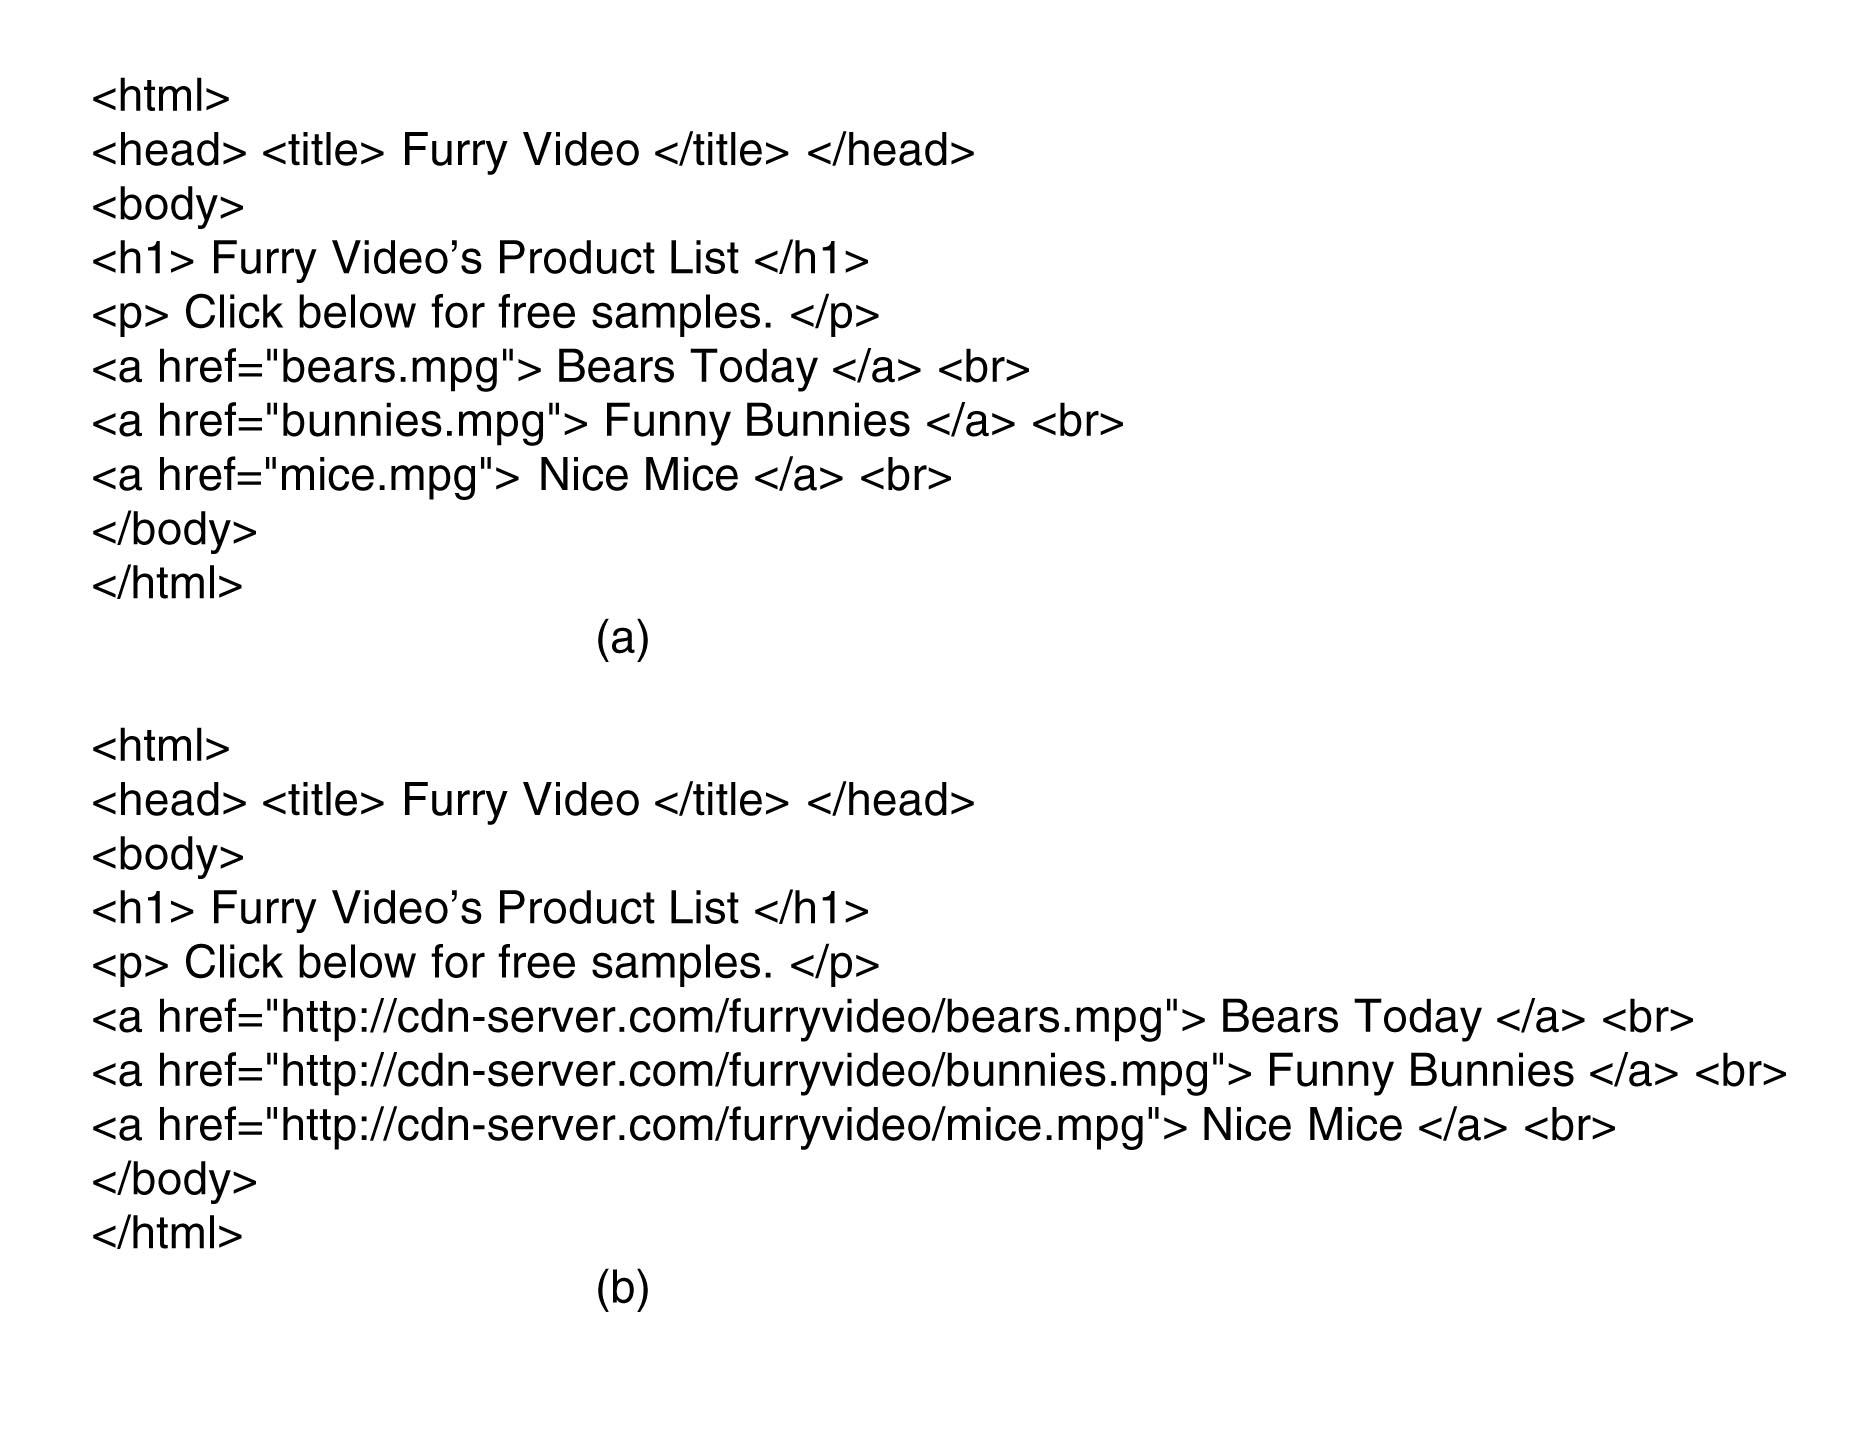 <html>
<head> <title> Furry Video </title> </head>
<body>
<h1> Furry Video’s Product List </h1>
<p> Click below for free samples. </p>
<a href="bears.mpg"> Bears Today </a> <br>
<a href="bunnies.mpg"> Funny Bunnies </a> <br>
<a href="mice.mpg"> Nice Mice </a> <br>
</body>
</html>
(a)
<html>
<head> <title> Furry Video </title> </head>
<body>
<h1> Furry Video’s Product List </h1>
<p> Click below for free samples. </p>
<a href="http://cdn-server.com/furryvideo/bears.mpg"> Bears Today </a> <br>
<a href="http://cdn-server.com/furryvideo/bunnies.mpg"> Funny Bunnies </a> <br>
<a href="http://cdn-server.com/furryvideo/mice.mpg"> Nice Mice </a> <br>
</body>
</html>
(b)